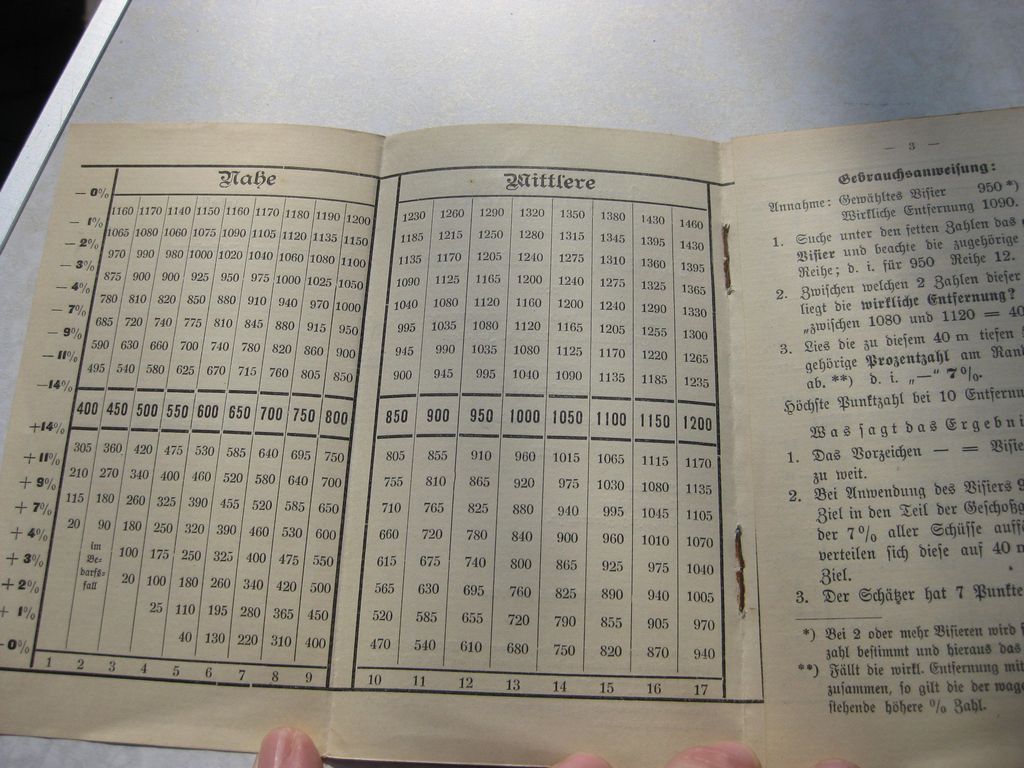 Nahe
— 0%
1160 1170 1140 1150 1160 1170 1180 1190 1200
— 1%
1065 1080 1060 1075 1090 1105 1120 1135 1150
— 2%
970 990 980 1000 1020 1040 1060 1080 1100
— 3%
875 900 900 925 950 975 1000 1025 1050
— 4%
780 810 820 850 880 910 940 970 1000
— 7%
685 720 740 775 810 845 880 915 950
— 9%
590 630 660 700 740 780 820 860 900
— 11%
495 540 580 625 670 715 760 805 850
—14%
400 450 500 550 600 650 700 750 800
+14%
305 360 420 475 530 585 640 695 750
+ 11%
210 270 340 400 460 520 580 640 700
+ 9%
115 180 260 325 390 455 520 585 650
+ 7%
20 90 180 250 320 390 460 530 600
+ 4%
im Be-darfs-fall 100 175 250 325 400 475 550
+ 3%
20 100 180 260 340 420 500
+ 2%
25 110 195 280 365 450
+ 1%
40 130 220 310 400
- 0%
1 2 3 4 5 6 7 8 9
Mittlere
1230 1260 1290 1320 1350 1380 1430 1460
1185 1215 1250 1280 1315 1345 1395 1430
1135 1170 1205 1240 1275 1310 1360 1395
1090 1125 1165 1200 1240 1275 1325 1365
1040 1080 1120 1160 1200 1240 1290 1330
995 1035 1080 1120 1165 1205 1255 1300
945 990 1035 1080 1125 1170 1220 1265
900 945 995 1040 1090 1135 1185 1235
850 900 950 1000 1050 1100 1150 1200
805 855 910 960 1015 1065 1115 1170
755 810 865 920 975 1030 1080 1135
710 765 825 880 940 995 1045 1105
660 720 780 840 900 960 1010 1070
615 675 740 800 865 925 975 1040
565 630 695 760 825 890 940 1005
520 585 655 720 790 855 905 970
470 540 610 680 750 820 870 940
10 11 12 13 14 15 16 17
— 3 —
Gebrauchsanweisung:
Annahme: Gewähltes Visier 950 *)
Wirkliche Entfernung 1090.
1. Suche unter den fetten Zahlen das
Visier und beachte die zugehörige
Reihe; d. i. für 950 Reihe 12.
2. Zwischen welchen 2 Zahlen dieser
liegt die wirkliche Entfernung?
„zwischen 1080 und 1120 = 40
3. Lies die zu diesem 40 m tiefen
gehörige Prozentzahl am Ran
ab. **) d. i. „—" 7%.
Höchste Punktzahl bei 10 Entfernu
Was sagt das Ergebni
1. Das Vorzeichen — = Visie
zu weit.
2. Bei Anwendung des Visiers 9
Ziel in den Teil der Geschoßg
der 7% aller Schüsse auff
verteilen sich diese auf 40 m
Ziel.
3. Der Schätzer hat 7 Punkte
*) Bei 2 oder mehr Visieren wird
zahl bestimmt und hieraus das
**) Fällt die wirkl. Entfernung mit
zusammen, so gilt die der wage
stehende höhere % Zahl.